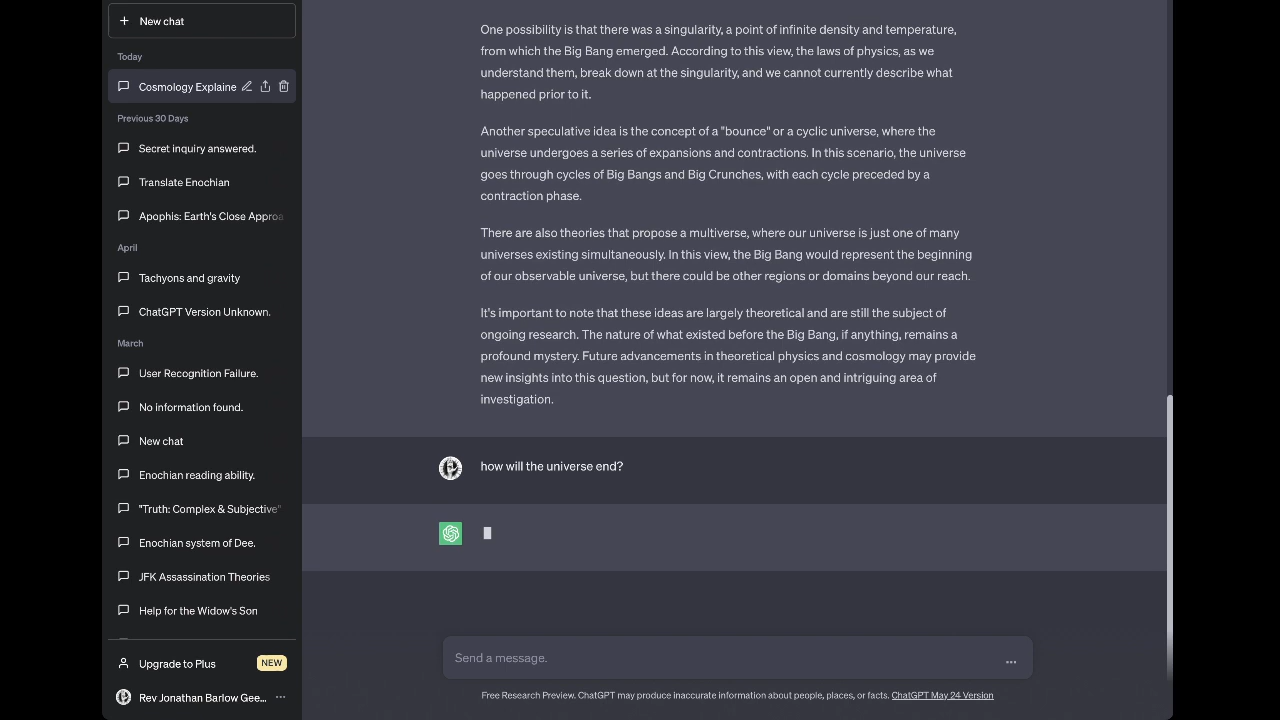 New chat
Today
Cosmology Explaine
Previous 30 Days
Secret inquiry answered.
Translate Enochian
Apophis: Earth's Close Approa
April
Tachyons and gravity
ChatGPT Version Unknown.
March
User Recognition Failure.
No information found.
New chat
Enochian reading ability.
"Truth: Complex & Subjective"
Enochian system of Dee.
JFK Assassination Theories
Help for the Widow's Son
Upgrade to Plus
NEW
Rev Jonathan Barlow Gee...
One possibility is that there was a singularity, a point of infinite density and temperature,
from which the Big Bang emerged. According to this view, the laws of physics, as we
understand them, break down at the singularity, and we cannot currently describe what
happened prior to it.
Another speculative idea is the concept of a "bounce" or a cyclic universe, where the
universe undergoes a series of expansions and contractions. In this scenario, the universe
goes through cycles of Big Bangs and Big Crunches, with each cycle preceded by a
contraction phase.
There are also theories that propose a multiverse, where our universe is just one of many
universes existing simultaneously. In this view, the Big Bang would represent the beginning
of our observable universe, but there could be other regions or domains beyond our reach.
It's important to note that these ideas are largely theoretical and are still the subject of
ongoing research. The nature of what existed before the Big Bang, if anything, remains a
profound mystery. Future advancements in theoretical physics and cosmology may provide
new insights into this question, but for now, it remains an open and intriguing area of
investigation.
how will the universe end?
Send a message.
Free Research Preview. ChatGPT may produce inaccurate information about people, places, or facts. ChatGPT May 24 Version